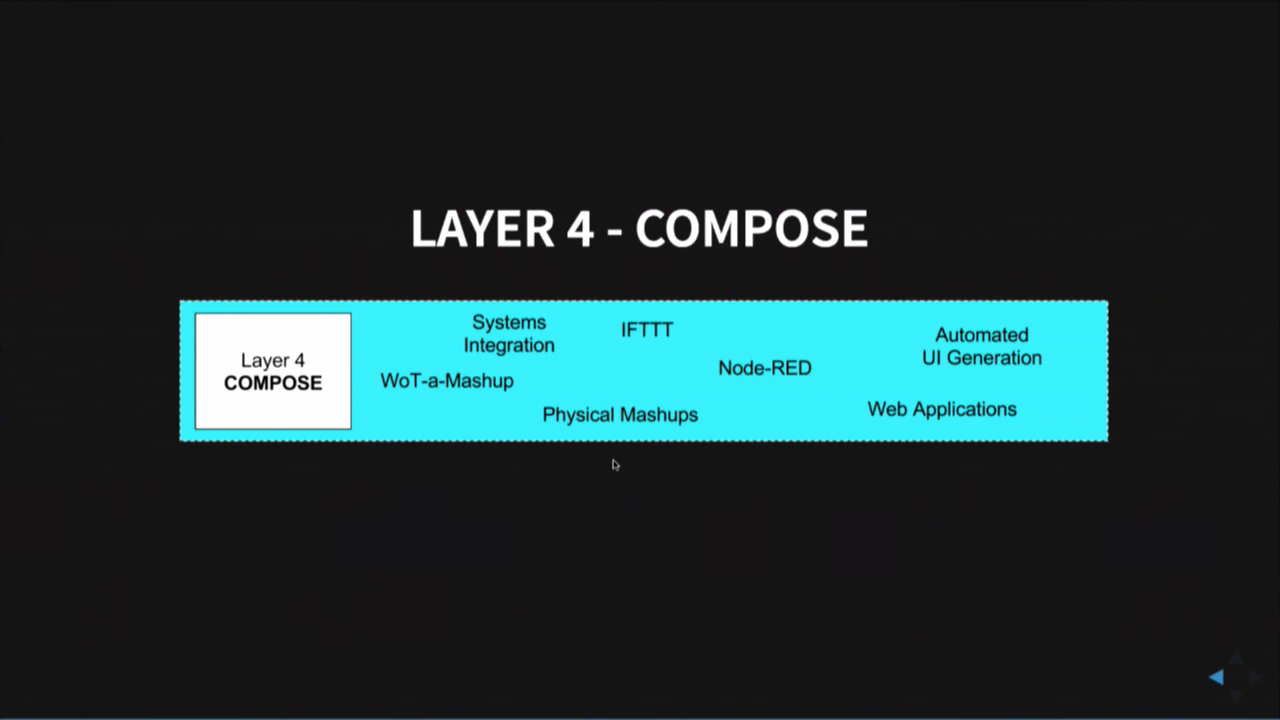 LAYER 4 - COMPOSE
Layer 4
COMPOSE
Systems
Integration
IFTTT
Automated
UI Generation
WoT-a-Mashup
Node-RED
Physical Mashups
Web Applications